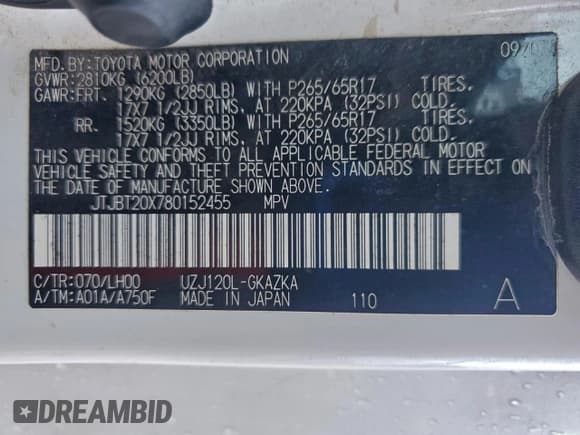 MFD.BY:TOYOTA MOTOR CORPORATION 09/07
GVWR:2810KG (6200LB)
GAWR:FRT. 1290KG (2850LB) WITH P265/65R17 TIRES,
17X7 1/2JJ RIMS, AT 220KPA (32PSI) COLD.
RR. 1520KG (3350LB) WITH P265/65R17 TIRES,
17X7 1/2JJ RIMS, AT 220KPA (32PSI) COLD.
THIS VEHICLE CONFORMS TO ALL APPLICABLE FEDERAL MOTOR
VEHICLE SAFETY AND THEFT PREVENTION STANDARDS IN EFFECT ON
THE DATE OF MANUFACTURE SHOWN ABOVE.
JTJBT20X780152455 MPV
C/TR:070/LH00 UZJ120L-GKAZKA
A/TM:A01A/A750F MADE IN JAPAN 110 A
DREAMBID